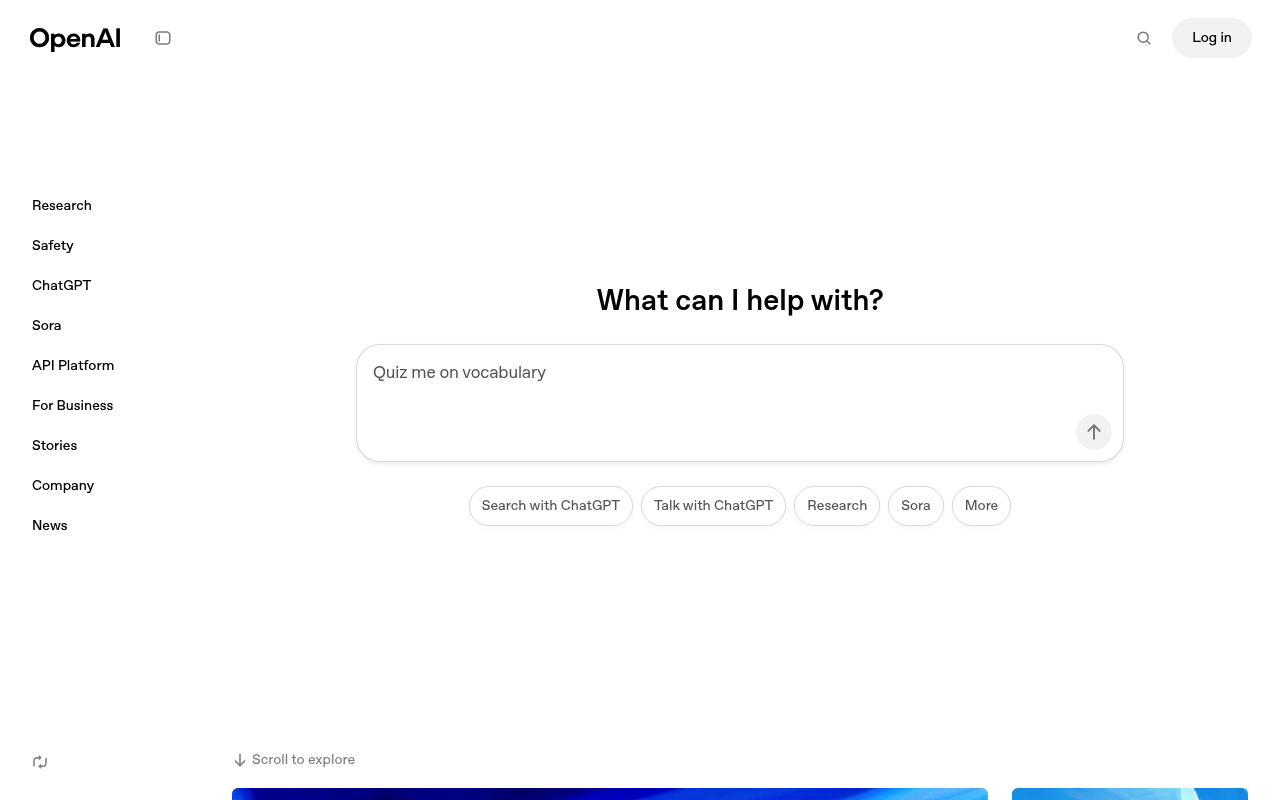 OpenAI
Log in
Research
Safety
ChatGPT
Sora
API Platform
For Business
Stories
Company
News
What can I help with?
Quiz me on vocabulary
Search with ChatGPT
Talk with ChatGPT
Research
Sora
More
Scroll to explore